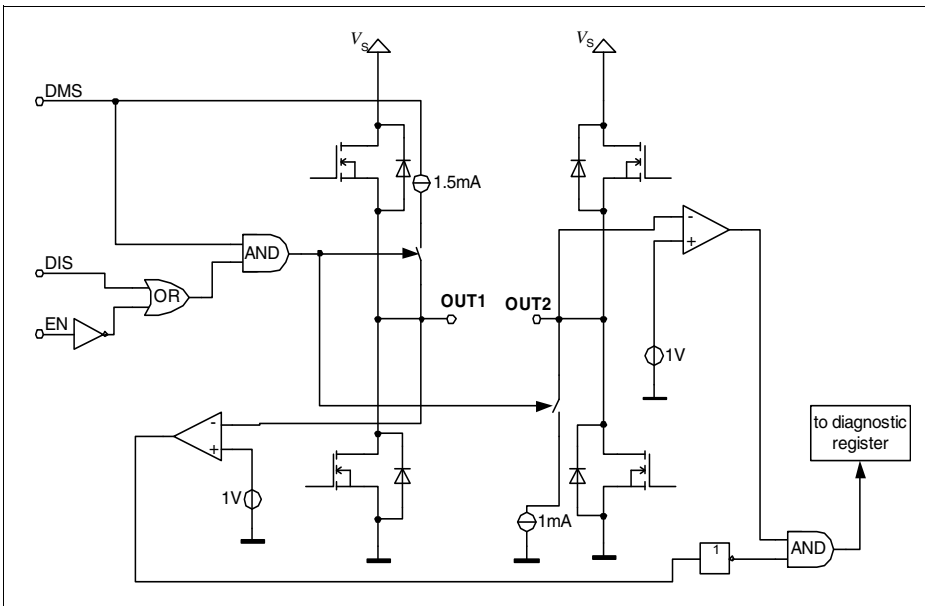 VS
VS
DMS
1.5mA
AND
DIS
OR
OUT1
OUT2
EN
1V
to diagnostic
register
-
+
-
+
1V
1mA
1
AND